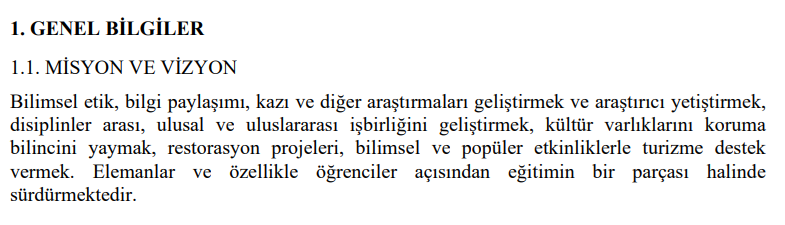 1. GENEL BİLGİLER
1.1. MİSYON VE VİZYON
Bilimsel etik, bilgi paylaşımı, kazı ve diğer araştırmaları geliştirmek ve araştırıcı yetiştirmek,
disiplinler arası, ulusal ve uluslararası işbirliğini geliştirmek, kültür varlıklarını koruma
bilincini yaymak, restorasyon projeleri, bilimsel ve popüler etkinliklerle turizme destek
vermek. Elemanlar ve özellikle öğrenciler açısından eğitimin bir parçası halinde
sürdürmektedir.